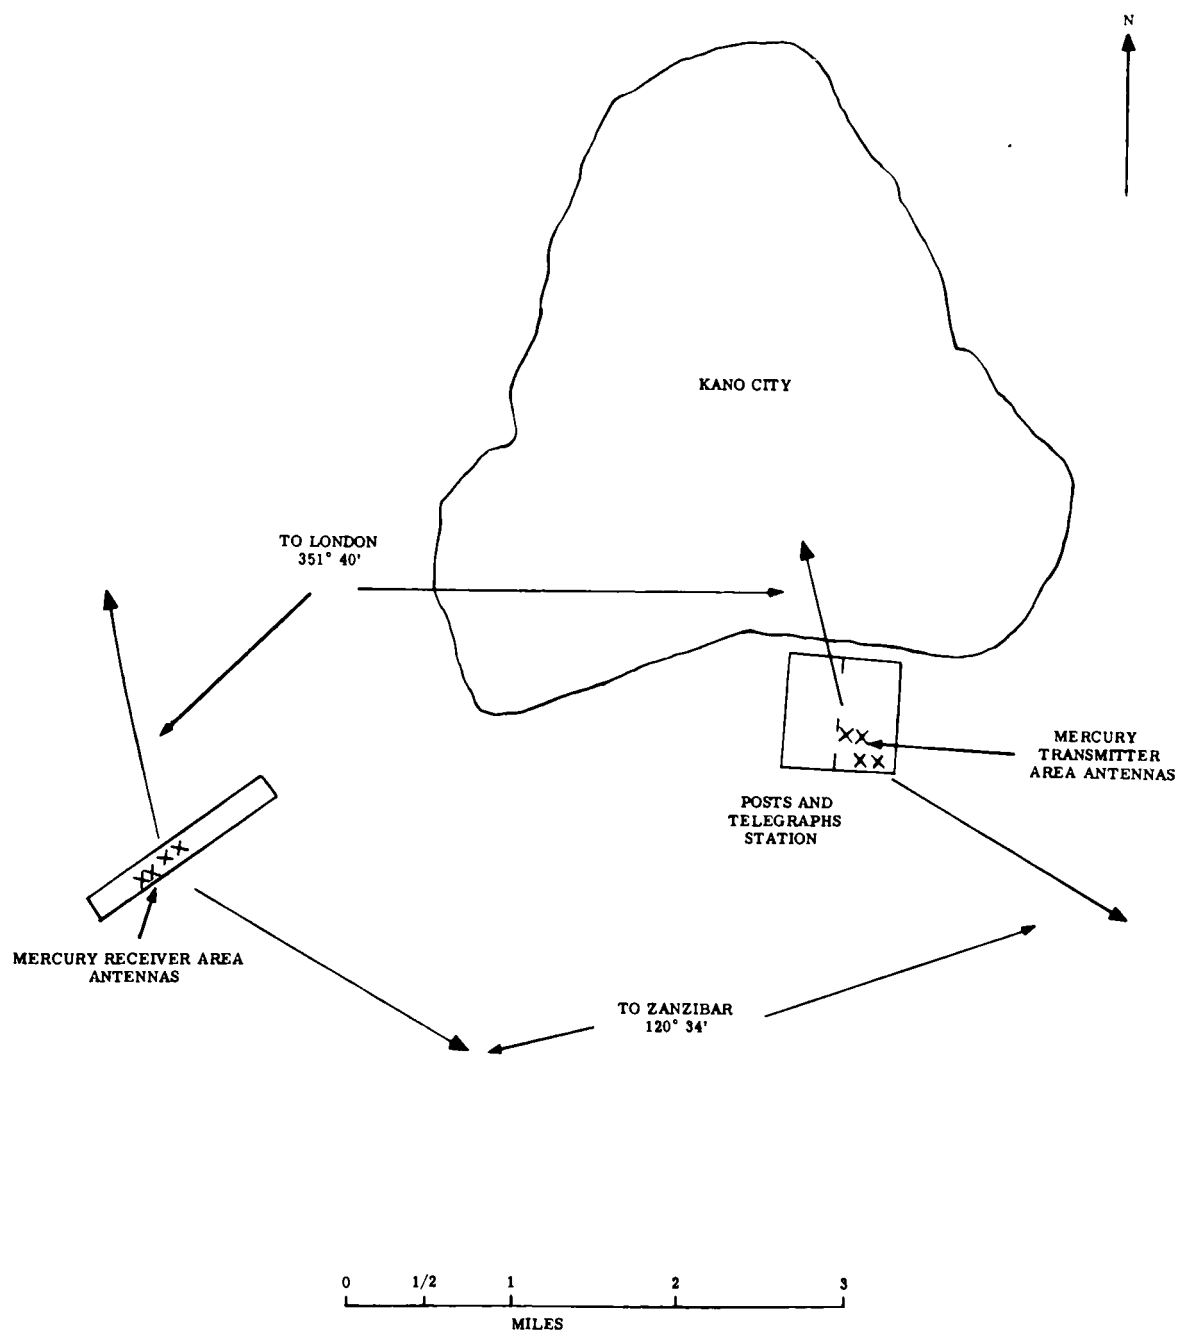 N
KANO CITY
TO LONDON
351° 40'
MERCURY
TRANSMITTER
AREA ANTENNAS
POSTS AND
TELEGRAPHS
STATION
MERCURY RECEIVER AREA
ANTENNAS
TO ZANZIBAR
120° 34'
0 1/2 1 2 3
MILES